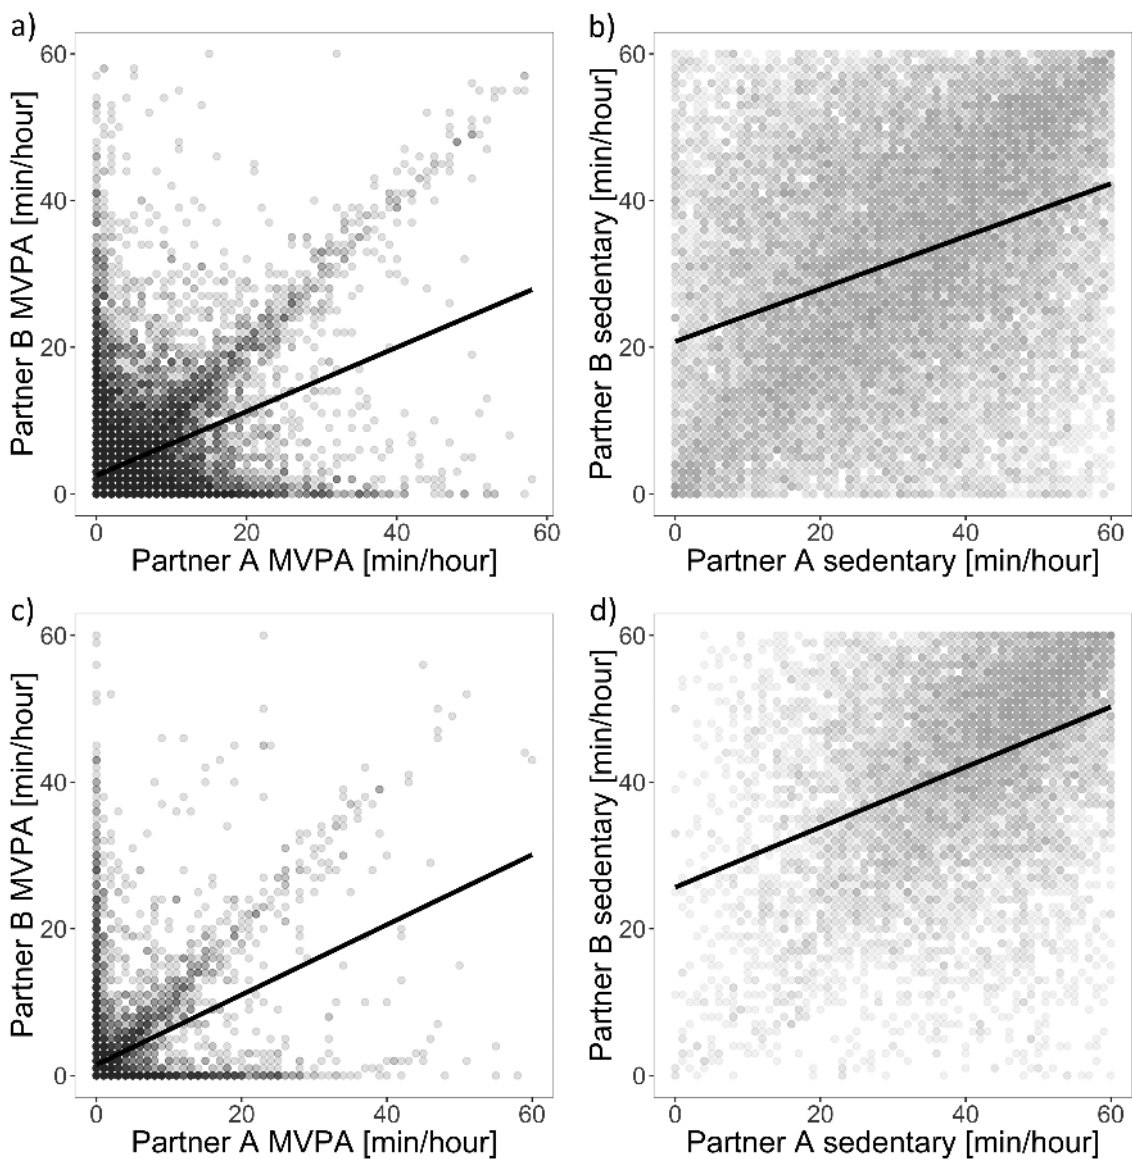 a)
60
40
20
0
Partner B MVPA [min/hour]
0 20 40 60
Partner A MVPA [min/hour]
b)
60
40
20
0
Partner B sedentary [min/hour]
0 20 40 60
Partner A sedentary [min/hour]
c)
60
40
20
0
Partner B MVPA [min/hour]
0 20 40 60
Partner A MVPA [min/hour]
d)
60
40
20
0
Partner B sedentary [min/hour]
0 20 40 60
Partner A sedentary [min/hour]